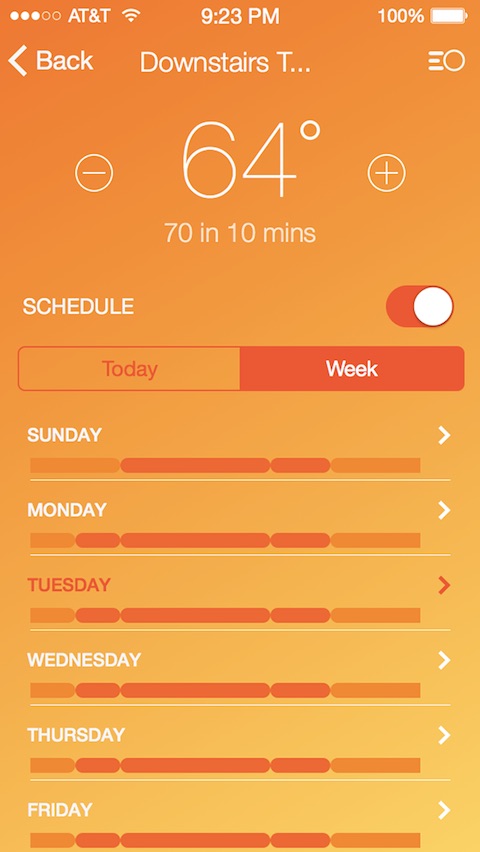 AT&T 9:23 PM 100%
Back Downstairs T...
64°
70 in 10 mins
SCHEDULE
Today Week
SUNDAY
MONDAY
TUESDAY
WEDNESDAY
THURSDAY
FRIDAY